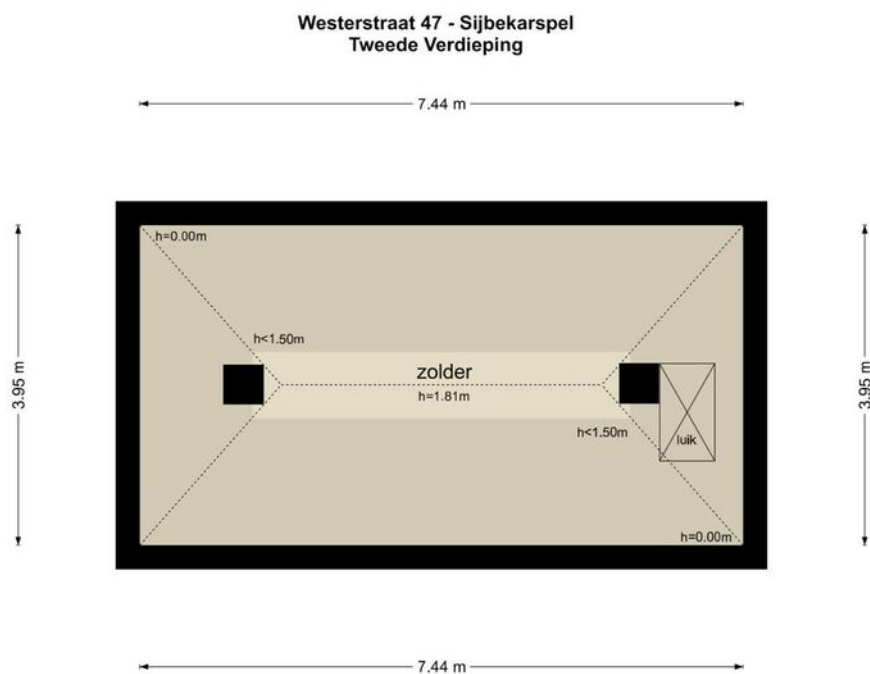 Westerstraat 47 - Sijbekarspel
Tweede Verdieping
7.44 m
h=0.00m
h<1.50m
3.95 m
zolder
3.95 m
h=1.81m
h<1.50m
luik
h=0.00m
7.44 m